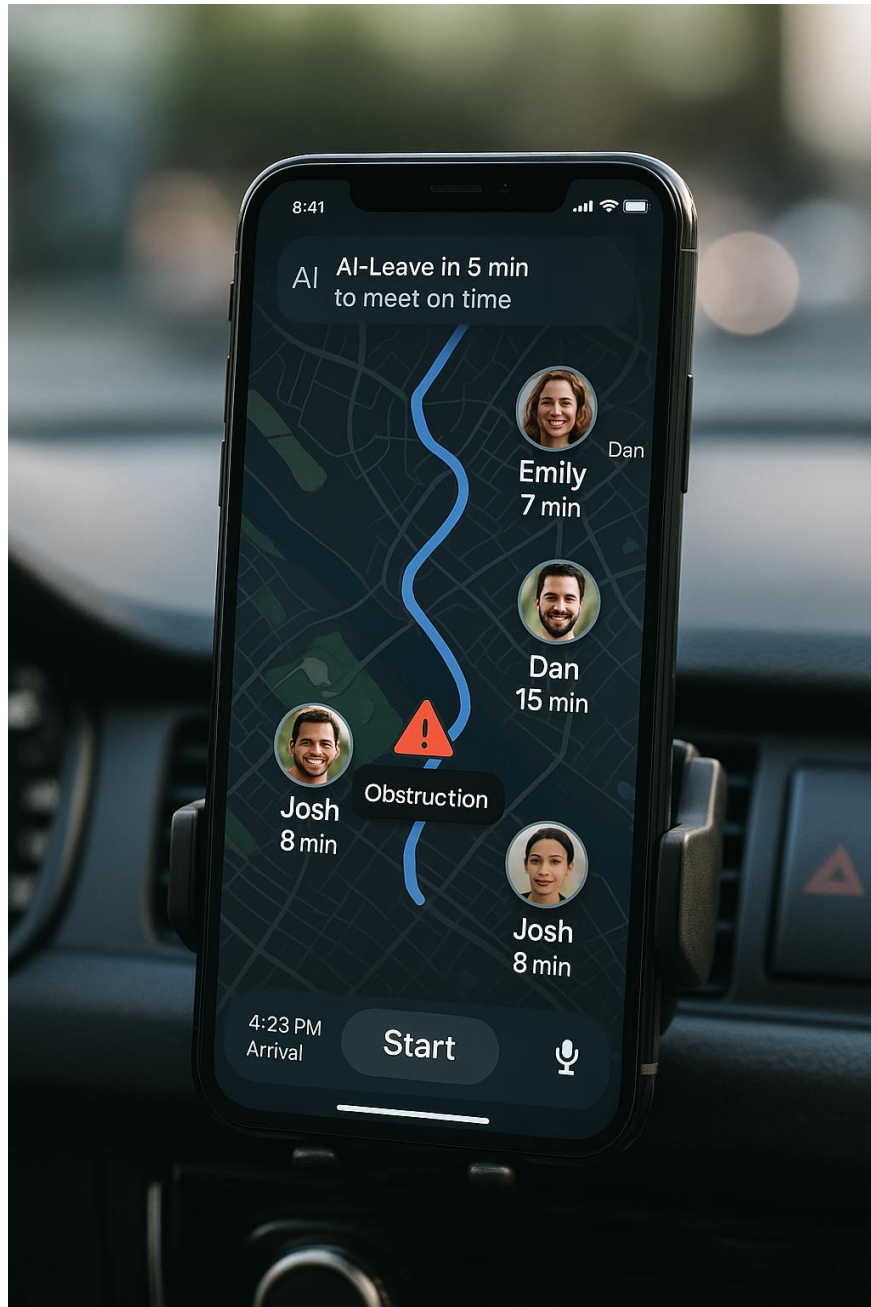 8:41
AI
AI-Leave in 5 min
to meet on time
Emily
7 min
Dan
Dan
15 min
Josh
8 min
Obstruction
Josh
8 min
4:23 PM
Arrival
Start